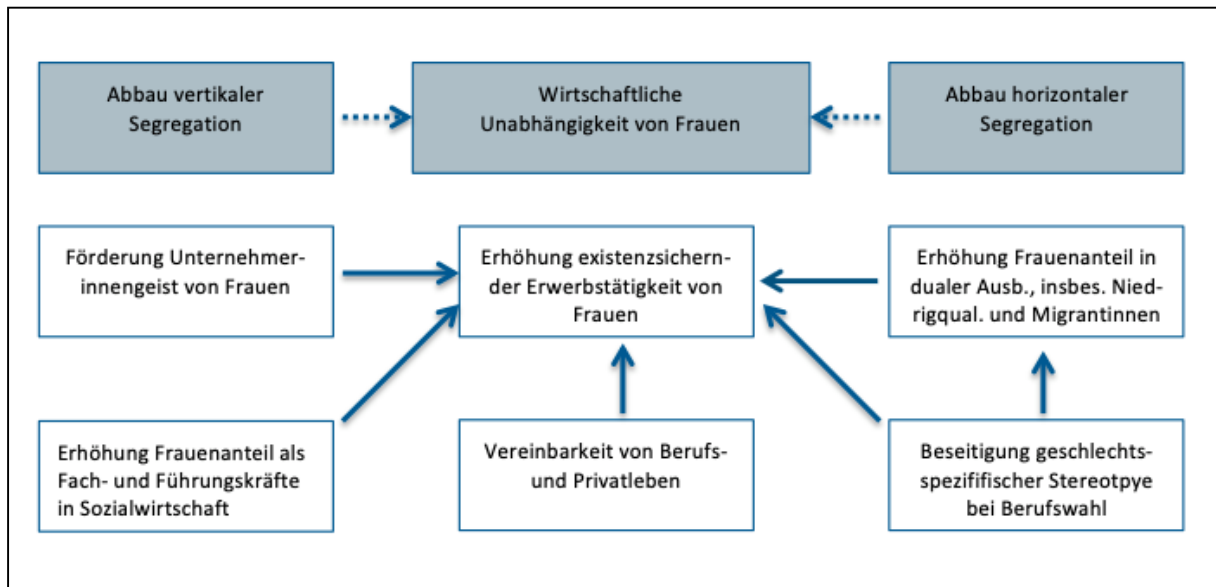 Abbau vertikaler
Segregation
Wirtschaftliche
Unabhängigkeit von Frauen
Abbau horizontaler
Segregation
Förderung Unternehmer-
innengeist von Frauen
Erhöhung existenzsichern-
der Erwerbstätigkeit von
Frauen
Erhöhung Frauenanteil in
dualer Ausb., insbes. Nied-
rigqual. und Migrantinnen
Erhöhung Frauenanteil als
Fach- und Führungskräfte
in Sozialwirtschaft
Vereinbarkeit von Berufs-
und Privatleben
Beseitigung geschlechts-
spezififischer Stereotpye
bei Berufswahl